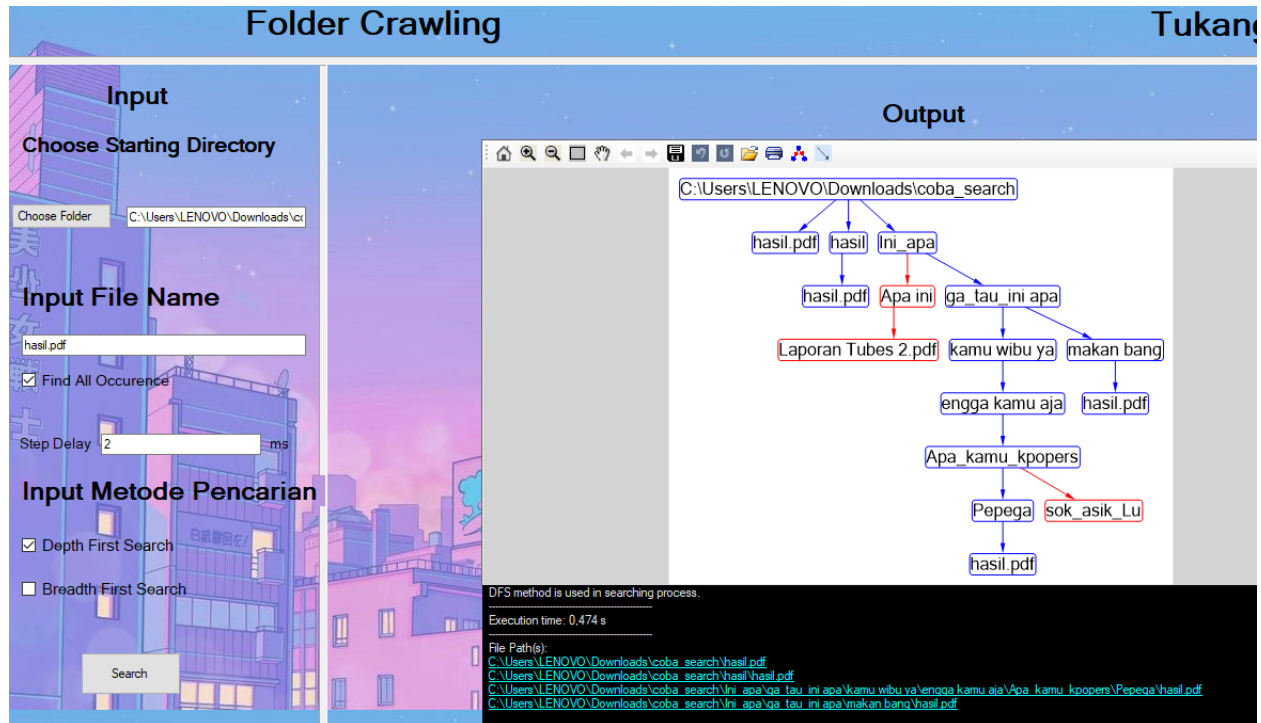 Folder Crawling
Tukang
Input
Choose Starting Directory
Choose Folder
C:\Users\LENOVO\Downloads\cc
Input File Name
hasil.pdf
Find All Occurence
Step Delay 2 ms
Input Metode Pencarian
Depth First Search
Breadth First Search
Search
Output
C:\Users\LENOVO\Downloads\coba_search
hasil.pdf hasil Ini_apa
hasil.pdf Apa ini ga_tau_ini apa
Laporan Tubes 2.pdf kamu wibu ya makan bang
engga kamu aja hasil.pdf
Apa_kamu_kpopers
Pepega sok_asik_Lu
hasil.pdf
DFS method is used in searching process.
Execution time: 0,474 s
File Path(s):
C:\Users\LENOVO\Downloads\coba_search\hasil.pdf
C:\Users\LENOVO\Downloads\coba_search\hasil\hasil.pdf
C:\Users\LENOVO\Downloads\coba_search\Ini_apa\ga_tau_ini apa\kamu wibu ya\engga kamu aja\Apa_kamu_kpopers\Pepega\hasil.pdf
C:\Users\LENOVO\Downloads\coba_search\Ini_apa\ga_tau_ini apa\makan bang\hasil.pdf